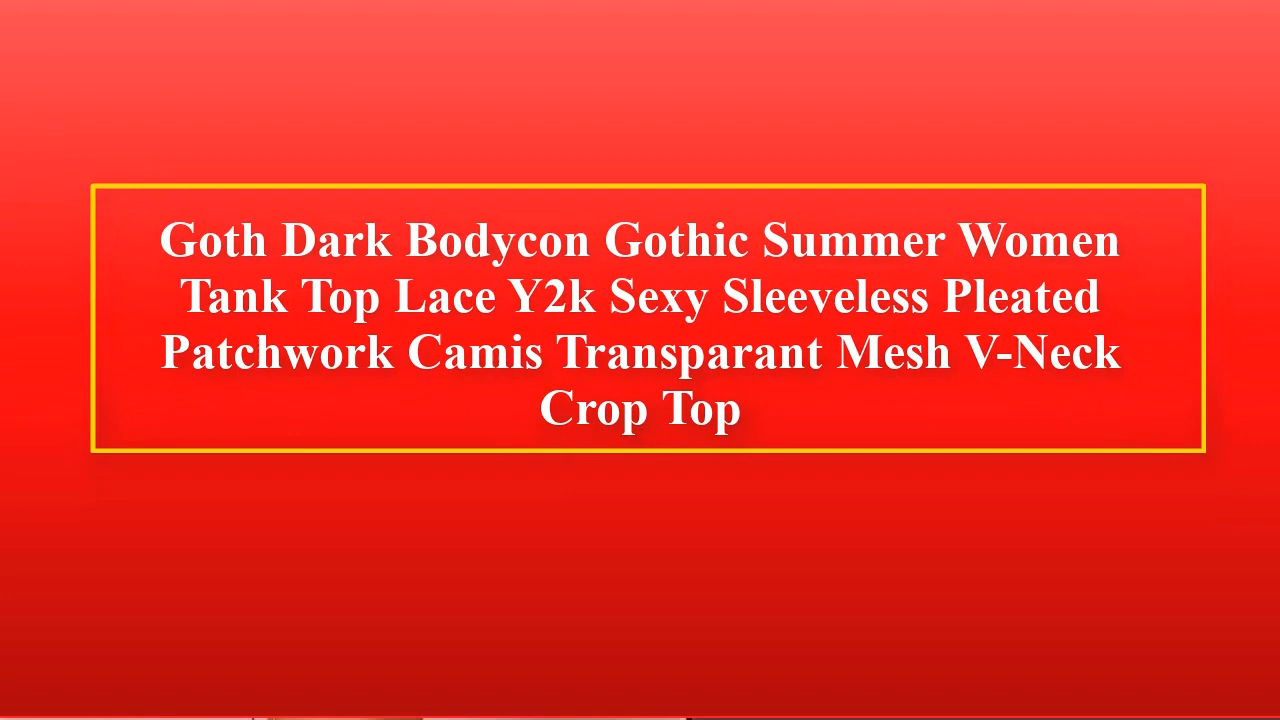 Goth Dark Bodycon Gothic Summer Women
Tank Top Lace Y2k Sexy Sleeveless Pleated
Patchwork Camis Transparant Mesh V-Neck
Crop Top